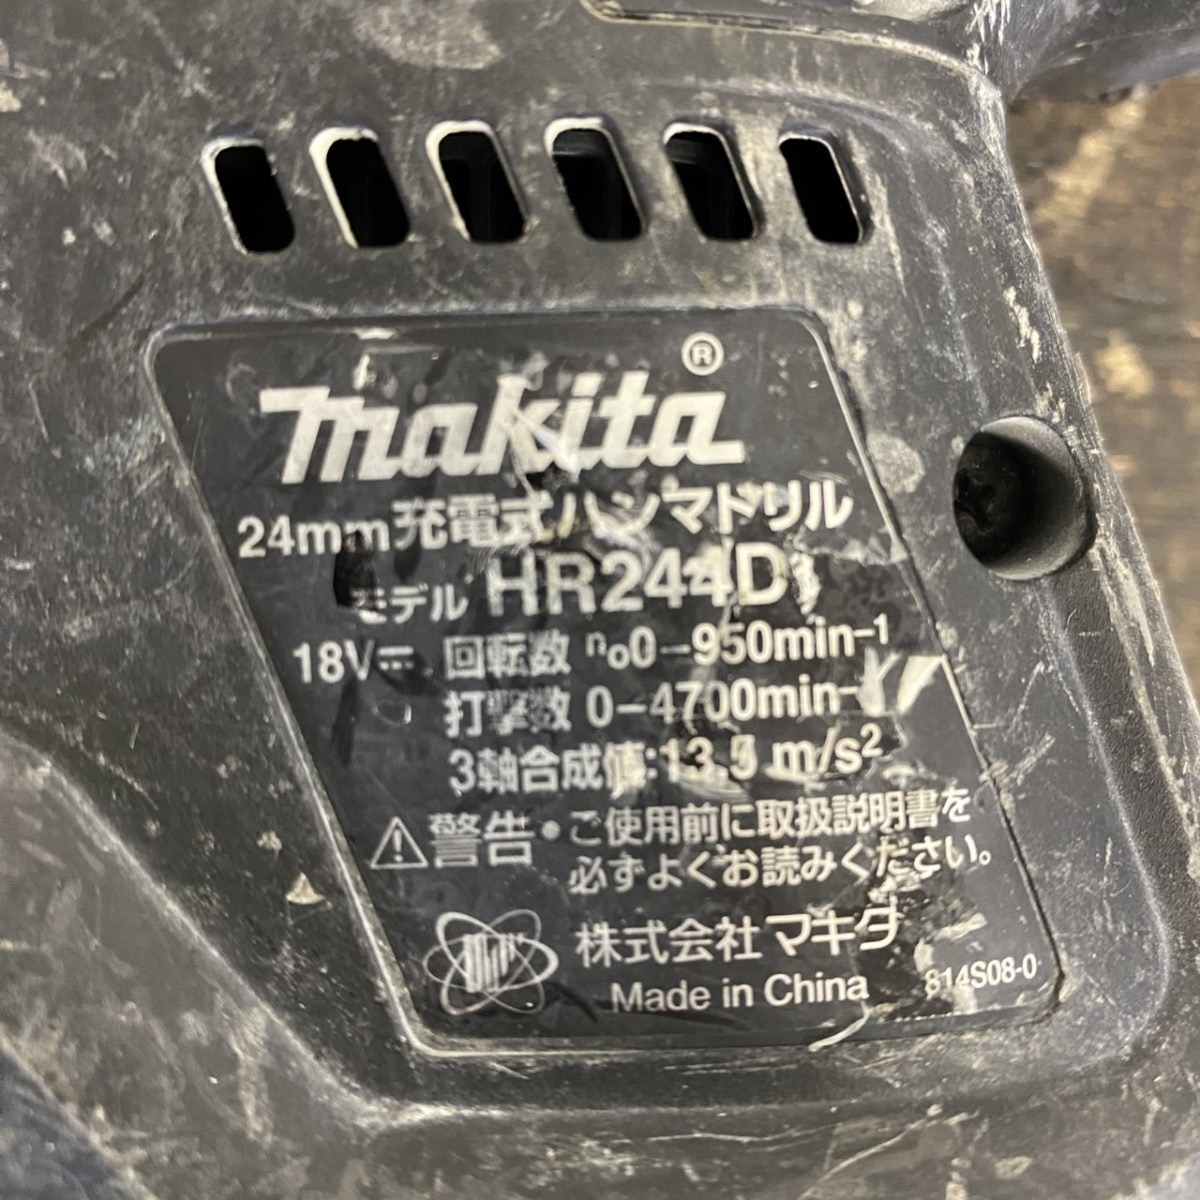 makita®
24mm充電式ハンマドリル
モデル HR244D
18V⎓ 回転数 n₀0-950min⁻¹
打撃数 0-4700min⁻
3軸合成値:13.5 m/s²
⚠警告・ご使用前に取扱説明書を
必ずよくお読みください。
株式会社マキタ
Made in China 814S08-0